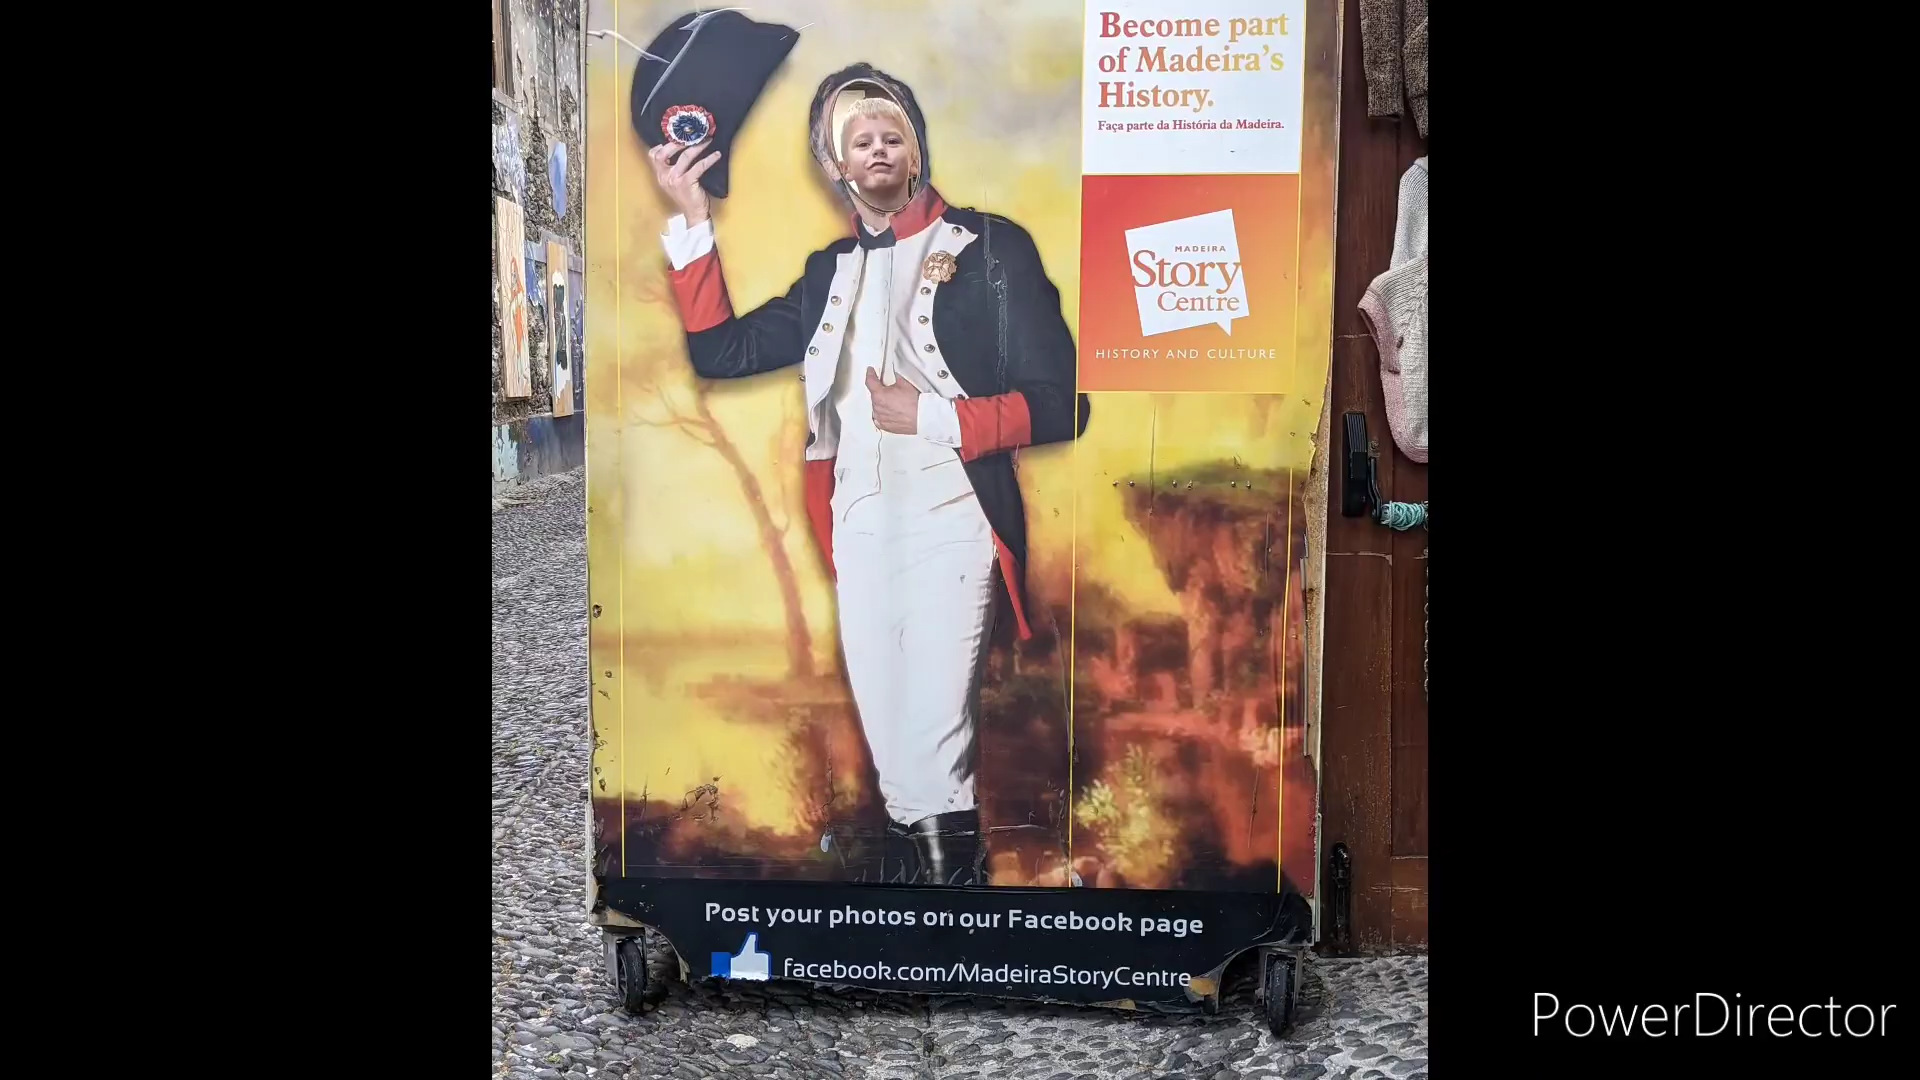 Become part
of Madeira's
History.
Faça parte da História da Madeira.
MADEIRA
Story
Centre
HISTORY AND CULTURE
Post your photos on our Facebook page
facebook.com/MadeiraStoryCentre
PowerDirector